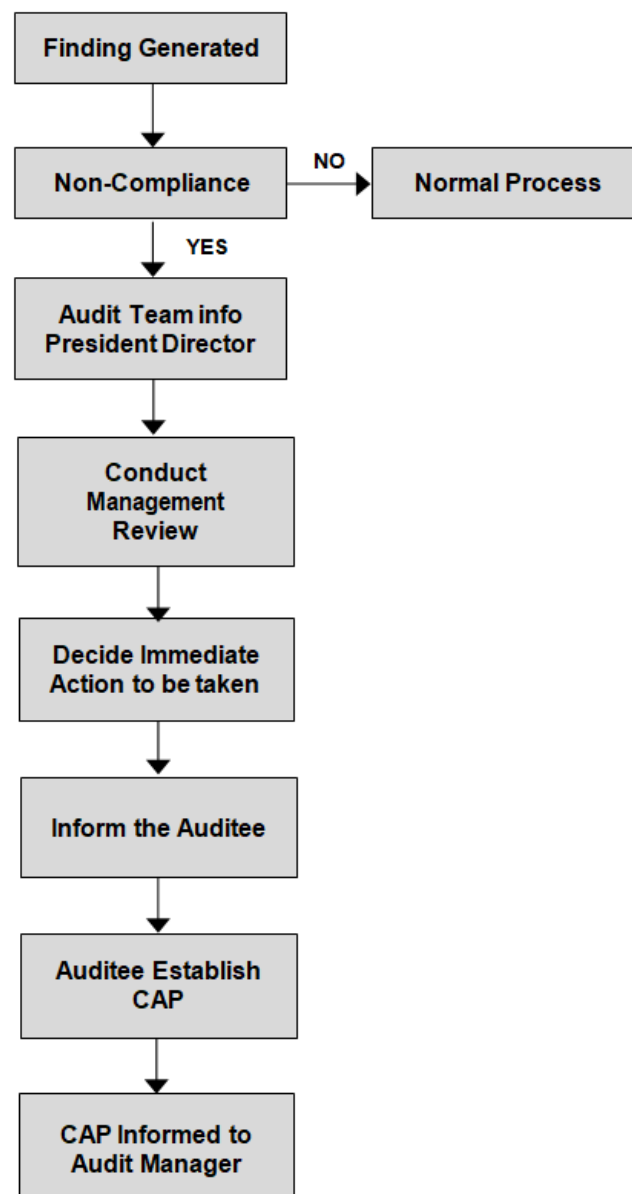 Finding Generated
Non-Compliance
NO
Normal Process
YES
Audit Team info
President Director
Conduct
Management
Review
Decide Immediate
Action to be taken
Inform the Auditee
Auditee Establish
CAP
CAP Informed to
Audit Manager